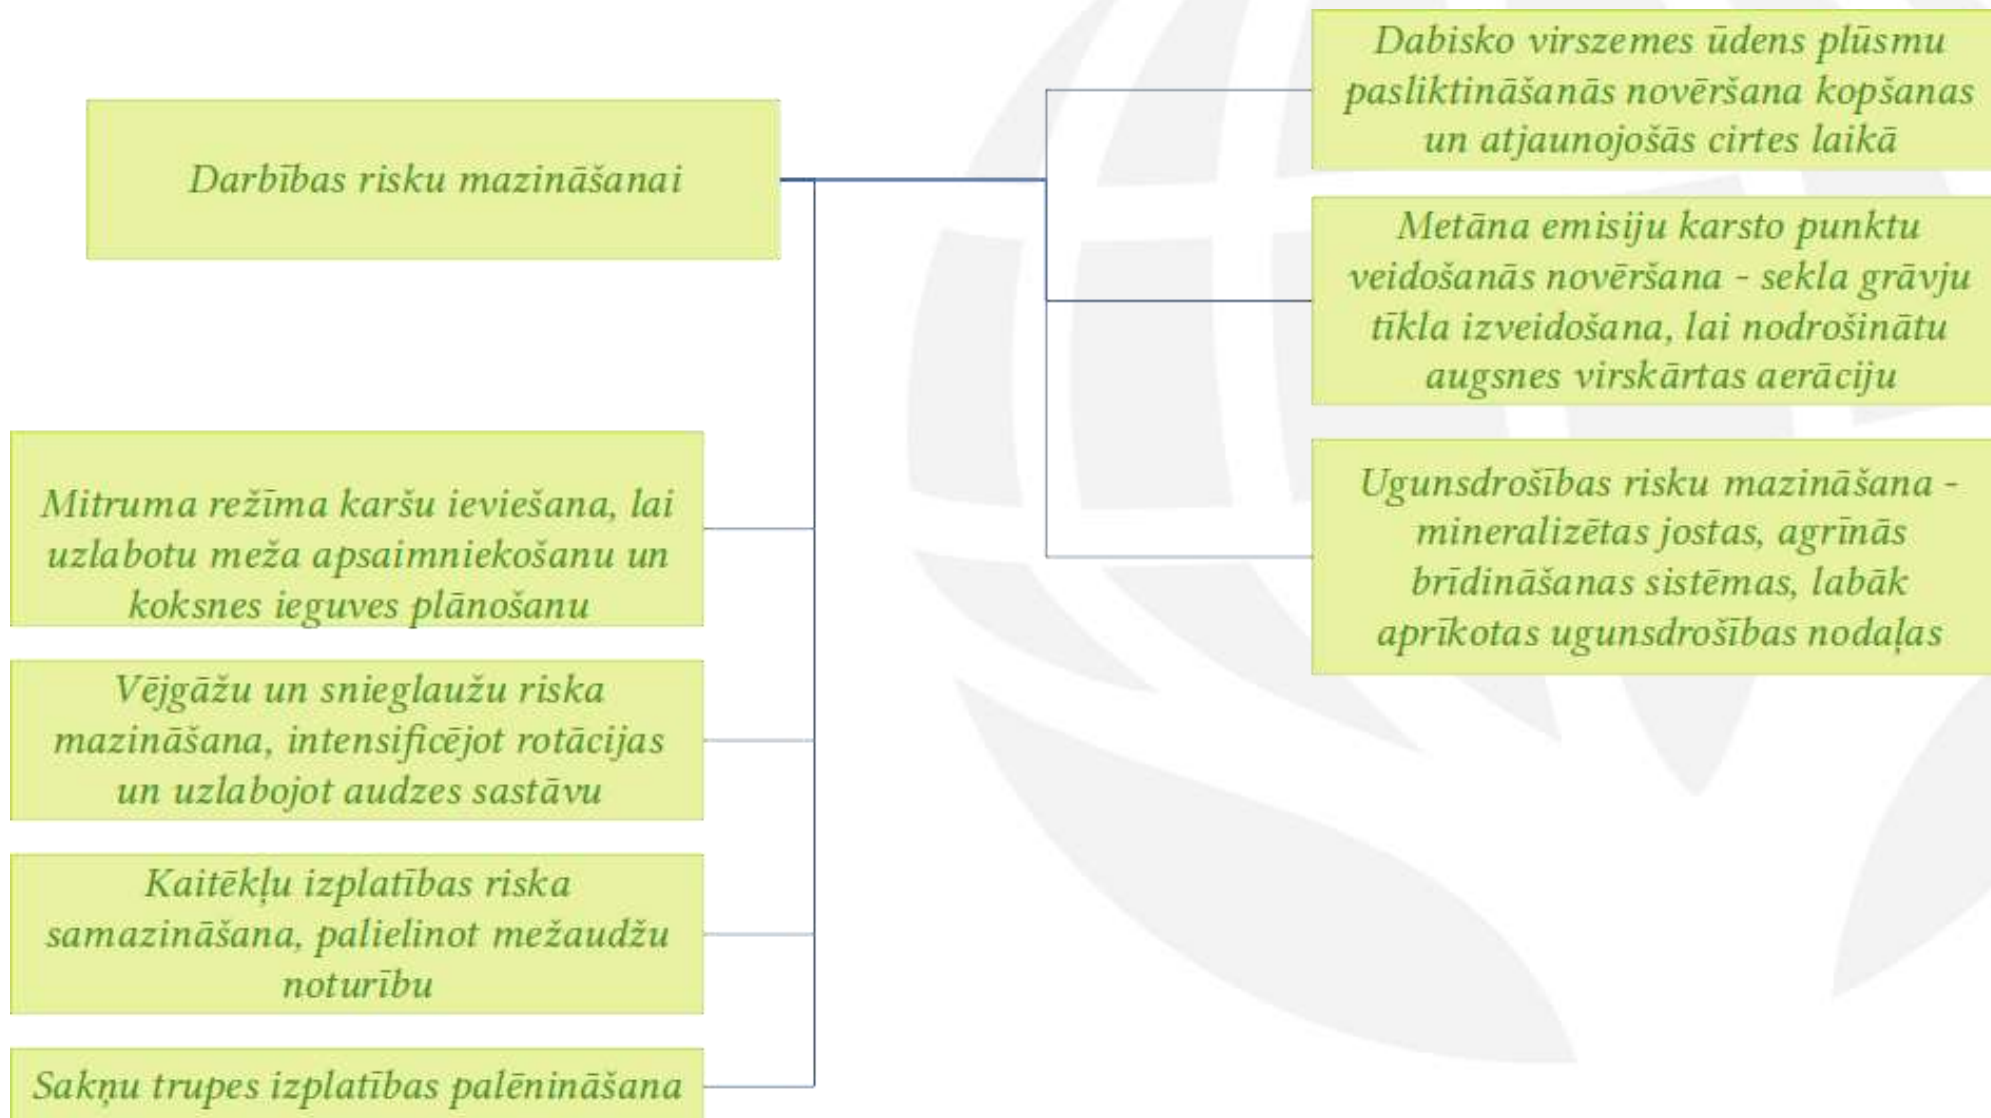 Darbības risku mazināšanai
Mitruma režīma karšu ieviešana, lai
uzlabotu meža apsaimniekošanu un
koksnes ieguves plānošanu
Vējgāžu un snieglaužu riska
mazināšana, intensificējot rotācijas
un uzlabojot audzes sastāvu
Kaitēkļu izplatības riska
samazināšana, palielinot mežaudžu
noturību
Sakņu trupes izplatības palēnināšana
Dabisko virszemes ūdens plūsmu
pasliktināšanās novēršana kopšanas
un atjaunojošās cirtes laikā
Metāna emisiju karsto punktu
veidošanās novēršana - sekla grāvju
tīkla izveidošana, lai nodrošinātu
augsnes virskārtas aerāciju
Ugunsdrošības risku mazināšana -
mineralizētas jostas, agrīnās
brīdināšanas sistēmas, labāk
aprīkotas ugunsdrošības nodaļas